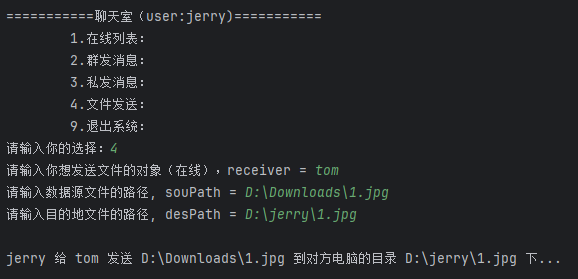 ===========聊天室（user:jerry)===========
1.在线列表：
2.群发消息：
3.私发消息：
4.文件发送：
9.退出系统：
请输入你的选择：4
请输入你想发送文件的对象（在线），receiver = tom
请输入数据源文件的路径, souPath = D:\Downloads\1.jpg
请输入目的地文件的路径, desPath = D:\jerry\1.jpg
jerry 给 tom 发送 D:\Downloads\1.jpg 到对方电脑的目录 D:\jerry\1.jpg 下...